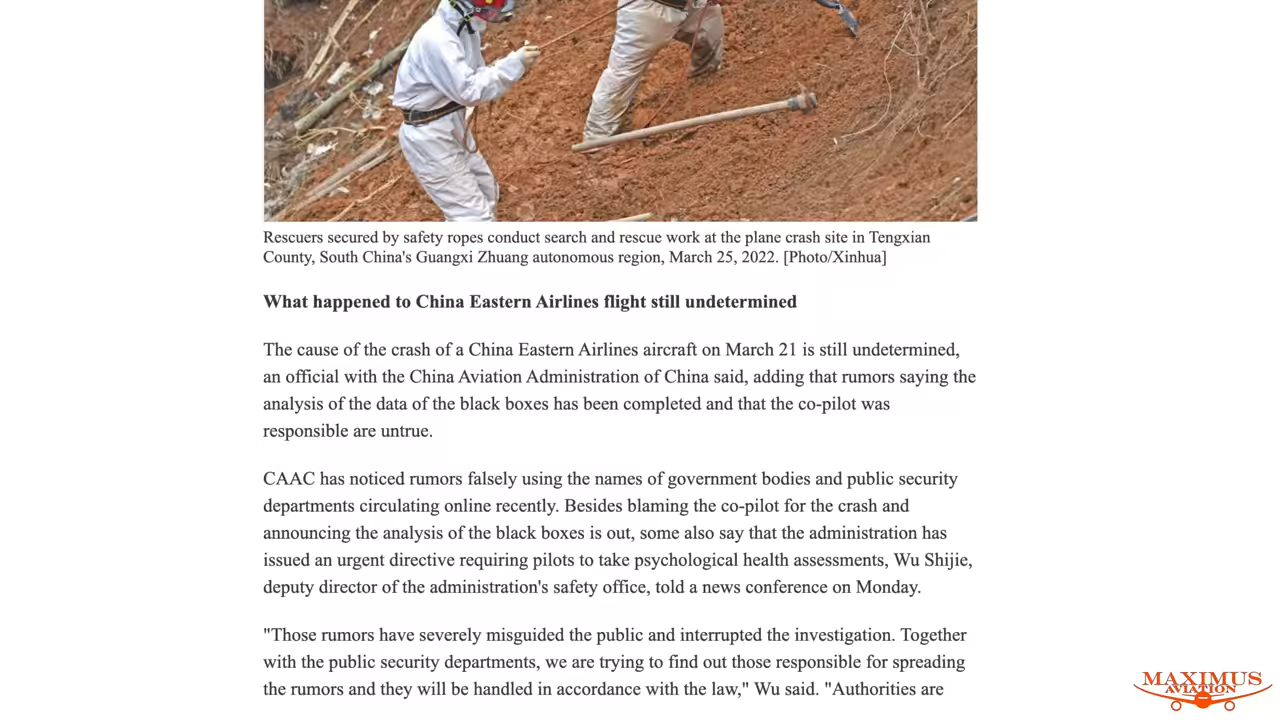 Rescuers secured by safety ropes conduct search and rescue work at the plane crash site in Tengxian
County, South China's Guangxi Zhuang autonomous region, March 25, 2022. [Photo/Xinhua]
What happened to China Eastern Airlines flight still undetermined
The cause of the crash of a China Eastern Airlines aircraft on March 21 is still undetermined,
an official with the China Aviation Administration of China said, adding that rumors saying the
analysis of the data of the black boxes has been completed and that the co-pilot was
responsible are untrue.
CAAC has noticed rumors falsely using the names of government bodies and public security
departments circulating online recently. Besides blaming the co-pilot for the crash and
announcing the analysis of the black boxes is out, some also say that the administration has
issued an urgent directive requiring pilots to take psychological health assessments, Wu Shijie,
deputy director of the administration's safety office, told a news conference on Monday.
"Those rumors have severely misguided the public and interrupted the investigation. Together
with the public security departments, we are trying to find out those responsible for spreading
the rumors and they will be handled in accordance with the law," Wu said. "Authorities are
MAXIMUS
AVIATION